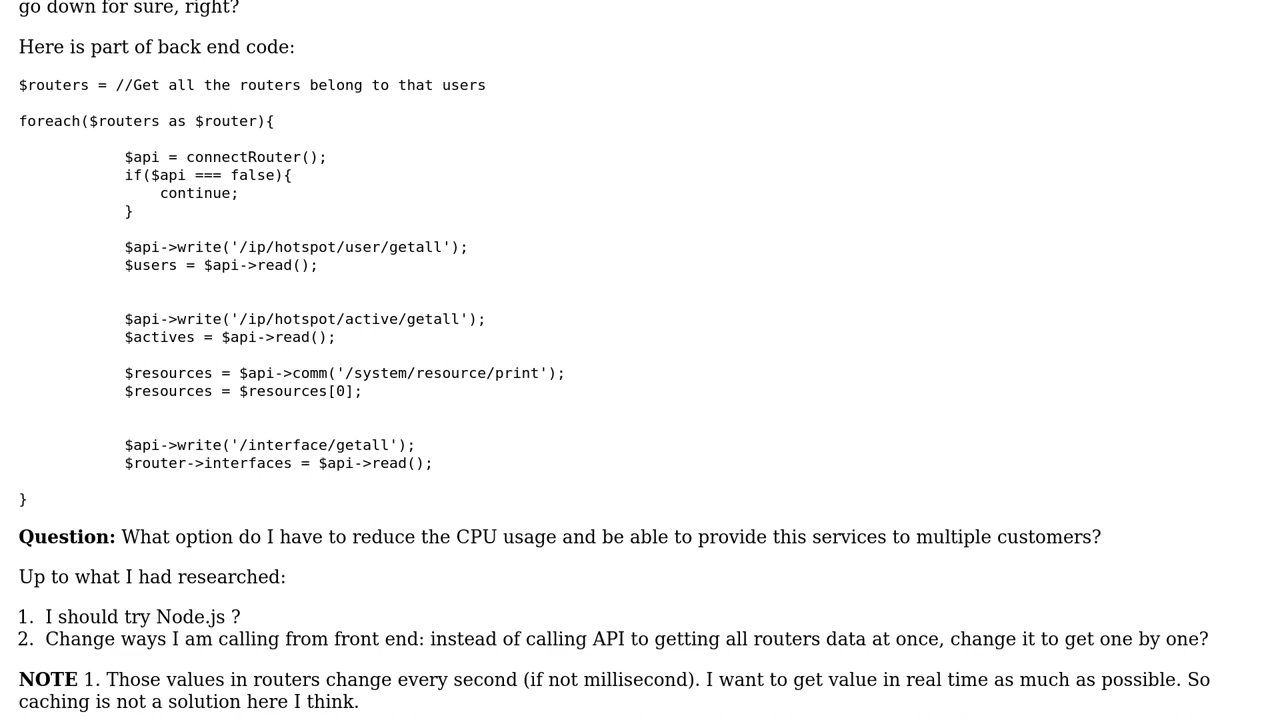 go down for sure, right?
Here is part of back end code:
$routers = //Get all the routers belong to that users
foreach($routers as $router){
$api = connectRouter();
if($api === false){
continue;
}
$api->write('/ip/hotspot/user/getall');
$users = $api->read();
$api->write('/ip/hotspot/active/getall');
$actives = $api->read();
$resources = $api->comm('/system/resource/print');
$resources = $resources[0];
$api->write('/interface/getall');
$router->interfaces = $api->read();
}
Question: What option do I have to reduce the CPU usage and be able to provide this services to multiple customers?
Up to what I had researched:
1. I should try Node.js ?
2. Change ways I am calling from front end: instead of calling API to getting all routers data at once, change it to get one by one?
NOTE 1. Those values in routers change every second (if not millisecond). I want to get value in real time as much as possible. So
caching is not a solution here I think.